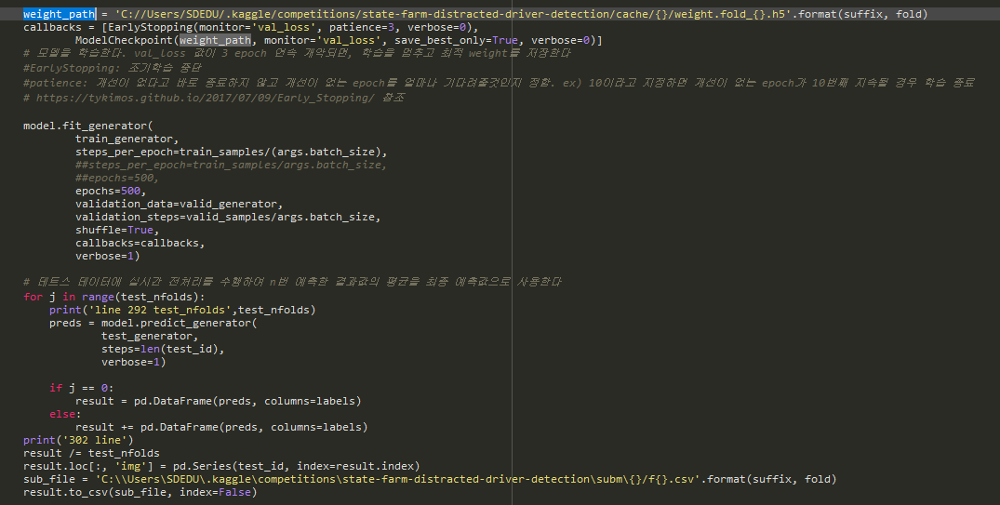 weight_path = 'C://Users/SDEDU/.kaggle/competitions/state-farm-distracted-driver-detection/cache/{}/weight.fold_{}.h5'.format(suffix, fold)
callbacks = [EarlyStopping(monitor='val_loss', patience=3, verbose=0),
        ModelCheckpoint(weight_path, monitor='val_loss', save_best_only=True, verbose=0)]
# 모델을 학습한다. val_loss 값이 3 epoch 연속 개악되면, 학습을 멈추고 최적 weight를 저장한다
#EarlyStopping: 조기학습 중단
#patience: 개선이 없다고 바로 종료하지 않고 개선이 없는 epoch를 얼마나 기다려줄것인지 정함. ex) 10이라고 지정하면 개선이 없는 epoch가 10번째 지속될 경우 학습 종료
# https://tykimos.github.io/2017/07/09/Early_Stopping/ 참조

model.fit_generator(
        train_generator,
        steps_per_epoch=train_samples/(args.batch_size),
        ##steps_per_epoch=train_samples/args.batch_size,
        ##epochs=500,
        epochs=500,
        validation_data=valid_generator,
        validation_steps=valid_samples/args.batch_size,
        shuffle=True,
        callbacks=callbacks,
        verbose=1)

# 테트스 데이터에 실시간 전처리를 수행하여 n번 예측한 결과값의 평균을 최종 예측값으로 사용한다
for j in range(test_nfolds):
    print('line 292 test_nfolds',test_nfolds)
    preds = model.predict_generator(
            test_generator,
            steps=len(test_id),
            verbose=1)

    if j == 0:
        result = pd.DataFrame(preds, columns=labels)
    else:
        result += pd.DataFrame(preds, columns=labels)
print('302 line')
result /= test_nfolds
result.loc[:, 'img'] = pd.Series(test_id, index=result.index)
sub_file = 'C:\\Users\SDEDU\.kaggle\competitions\state-farm-distracted-driver-detection\subm\{}/f{}.csv'.format(suffix, fold)
result.to_csv(sub_file, index=False)